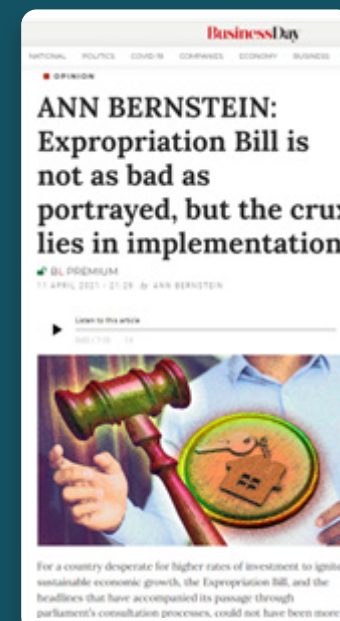 BusinessDay
NATIONAL POLITICS COVID-19 COMPANIES ECONOMY BUSINESS
OPINION
ANN BERNSTEIN:
Expropriation Bill is
not as bad as
portrayed, but the crux
lies in implementation
BL PREMIUM
11 APRIL 2021 - 21:29 by ANN BERNSTEIN
Listen to this article
For a country desperate for higher rates of investment to ignite
sustainable economic growth, the Expropriation Bill, and the
headlines that have accompanied its passage through
parliament's consultation processes, could not have been more